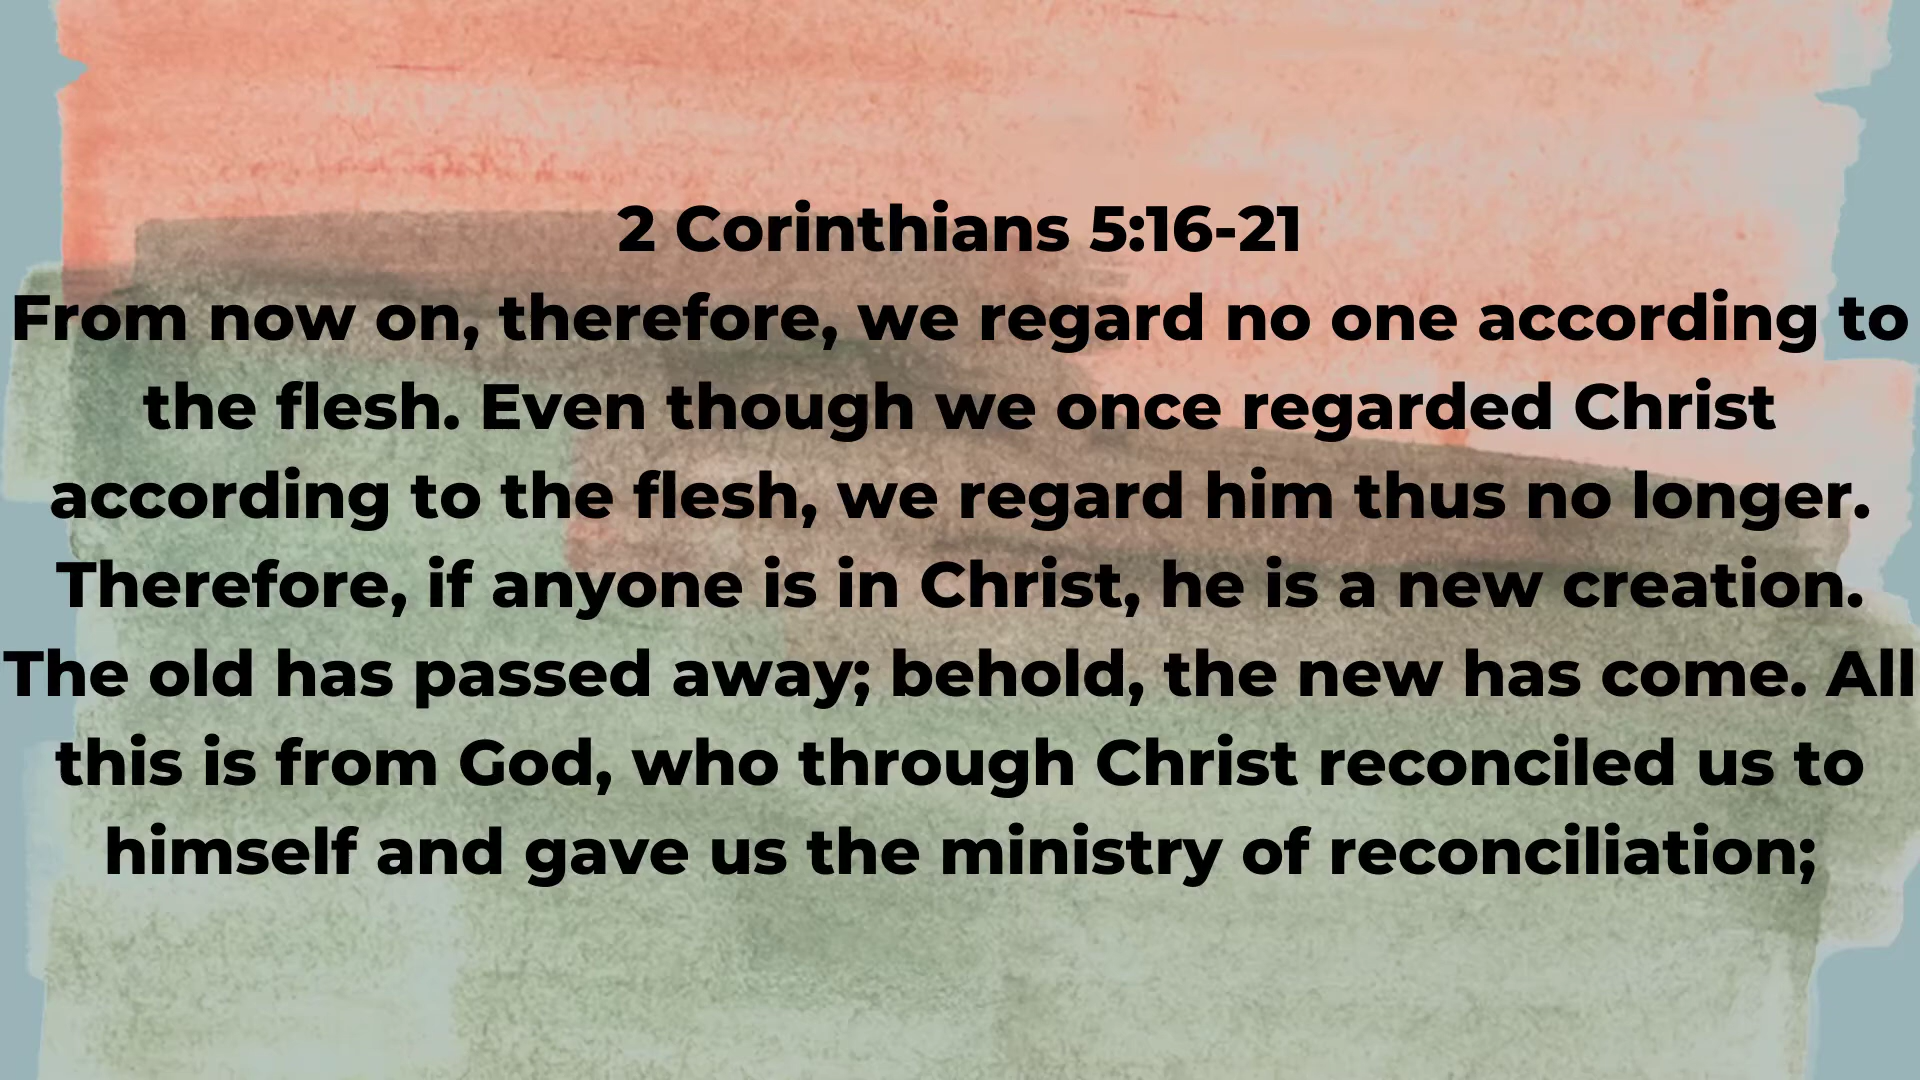 2 Corinthians 5:16-21
From now on, therefore, we regard no one according to
the flesh. Even though we once regarded Christ
according to the flesh, we regard him thus no longer.
Therefore, if anyone is in Christ, he is a new creation.
The old has passed away; behold, the new has come. All
this is from God, who through Christ reconciled us to
himself and gave us the ministry of reconciliation;